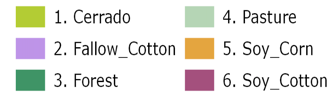 1. Cerrado
2. Fallow_Cotton
3. Forest
4. Pasture
5. Soy_Corn
6. Soy_Cotton